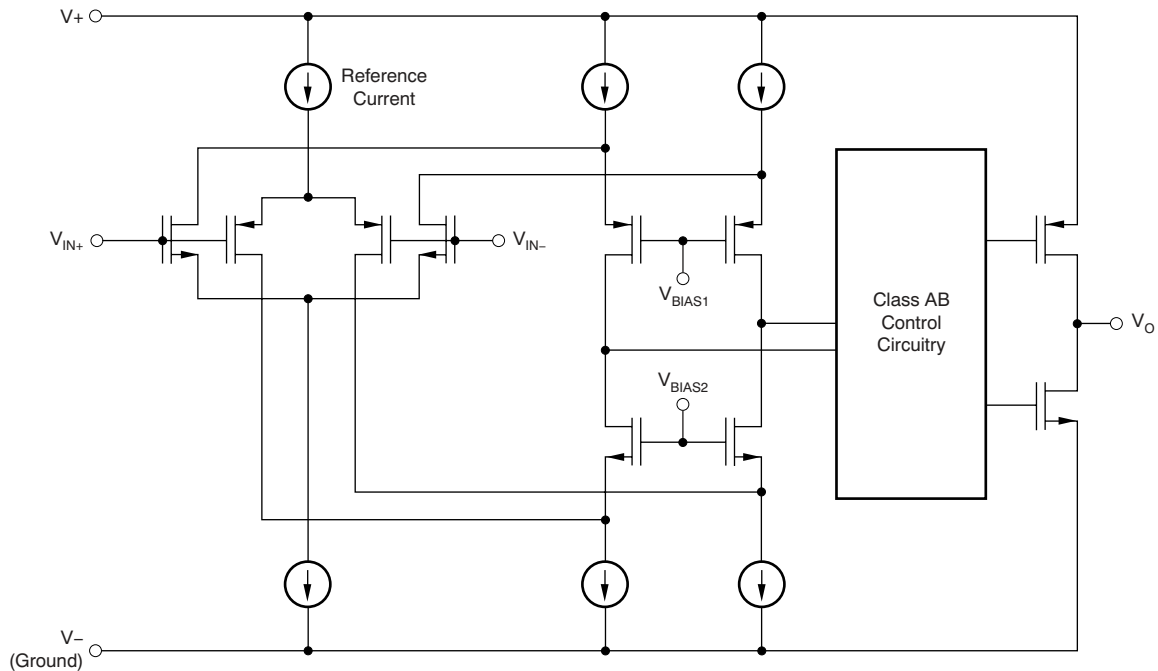 V+
Reference
Current
V_IN+
V_IN−
V_BIAS1
Class AB
Control
Circuitry
V_O
V_BIAS2
V−
(Ground)